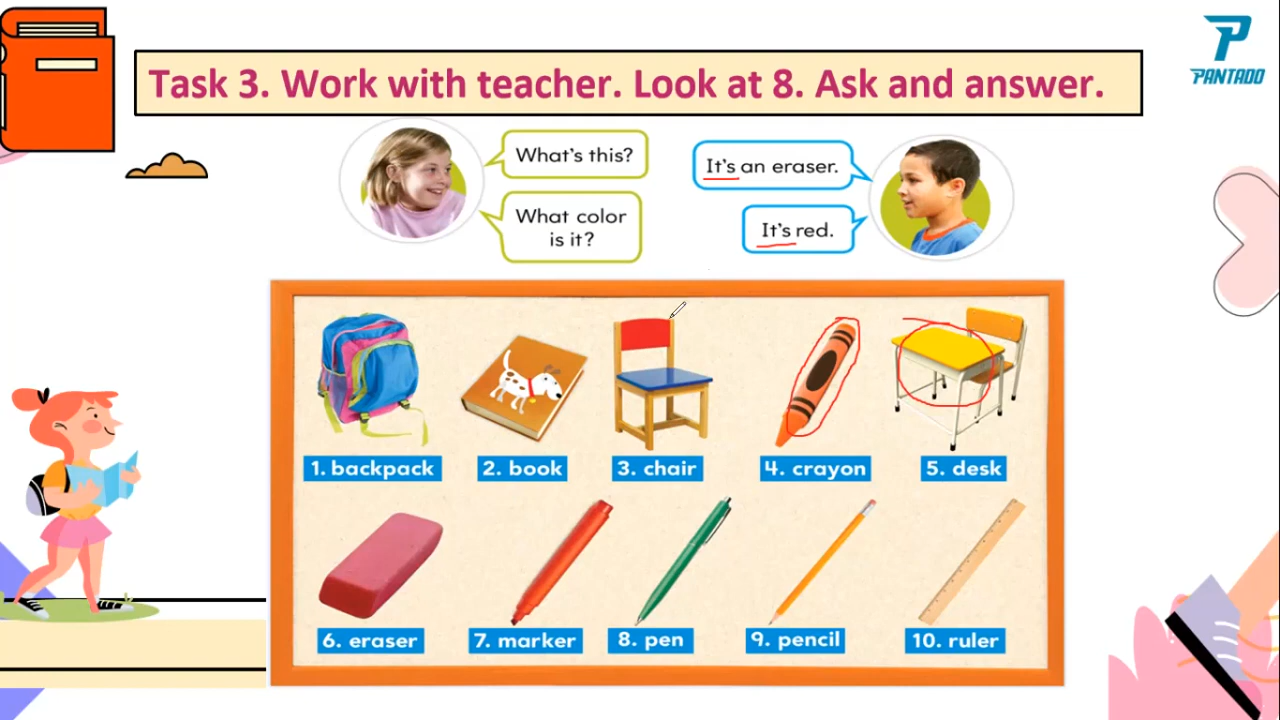 PANTADO
Task 3. Work with teacher. Look at 8. Ask and answer.
What's this?
It's an eraser.
What color
is it?
It's red.
1. backpack
2. book
3. chair
4. crayon
5. desk
6. eraser
7. marker
8. pen
9. pencil
10. ruler